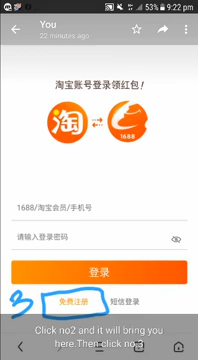 53% 9:22 pm
You
22 minutes ago
淘宝账号登录领红包!
淘
1688
1688/淘宝会员/手机号
请输入登录密码
登录
3 免费注册 短信登录
Click no2 and it will bring you
here.Then click no 3